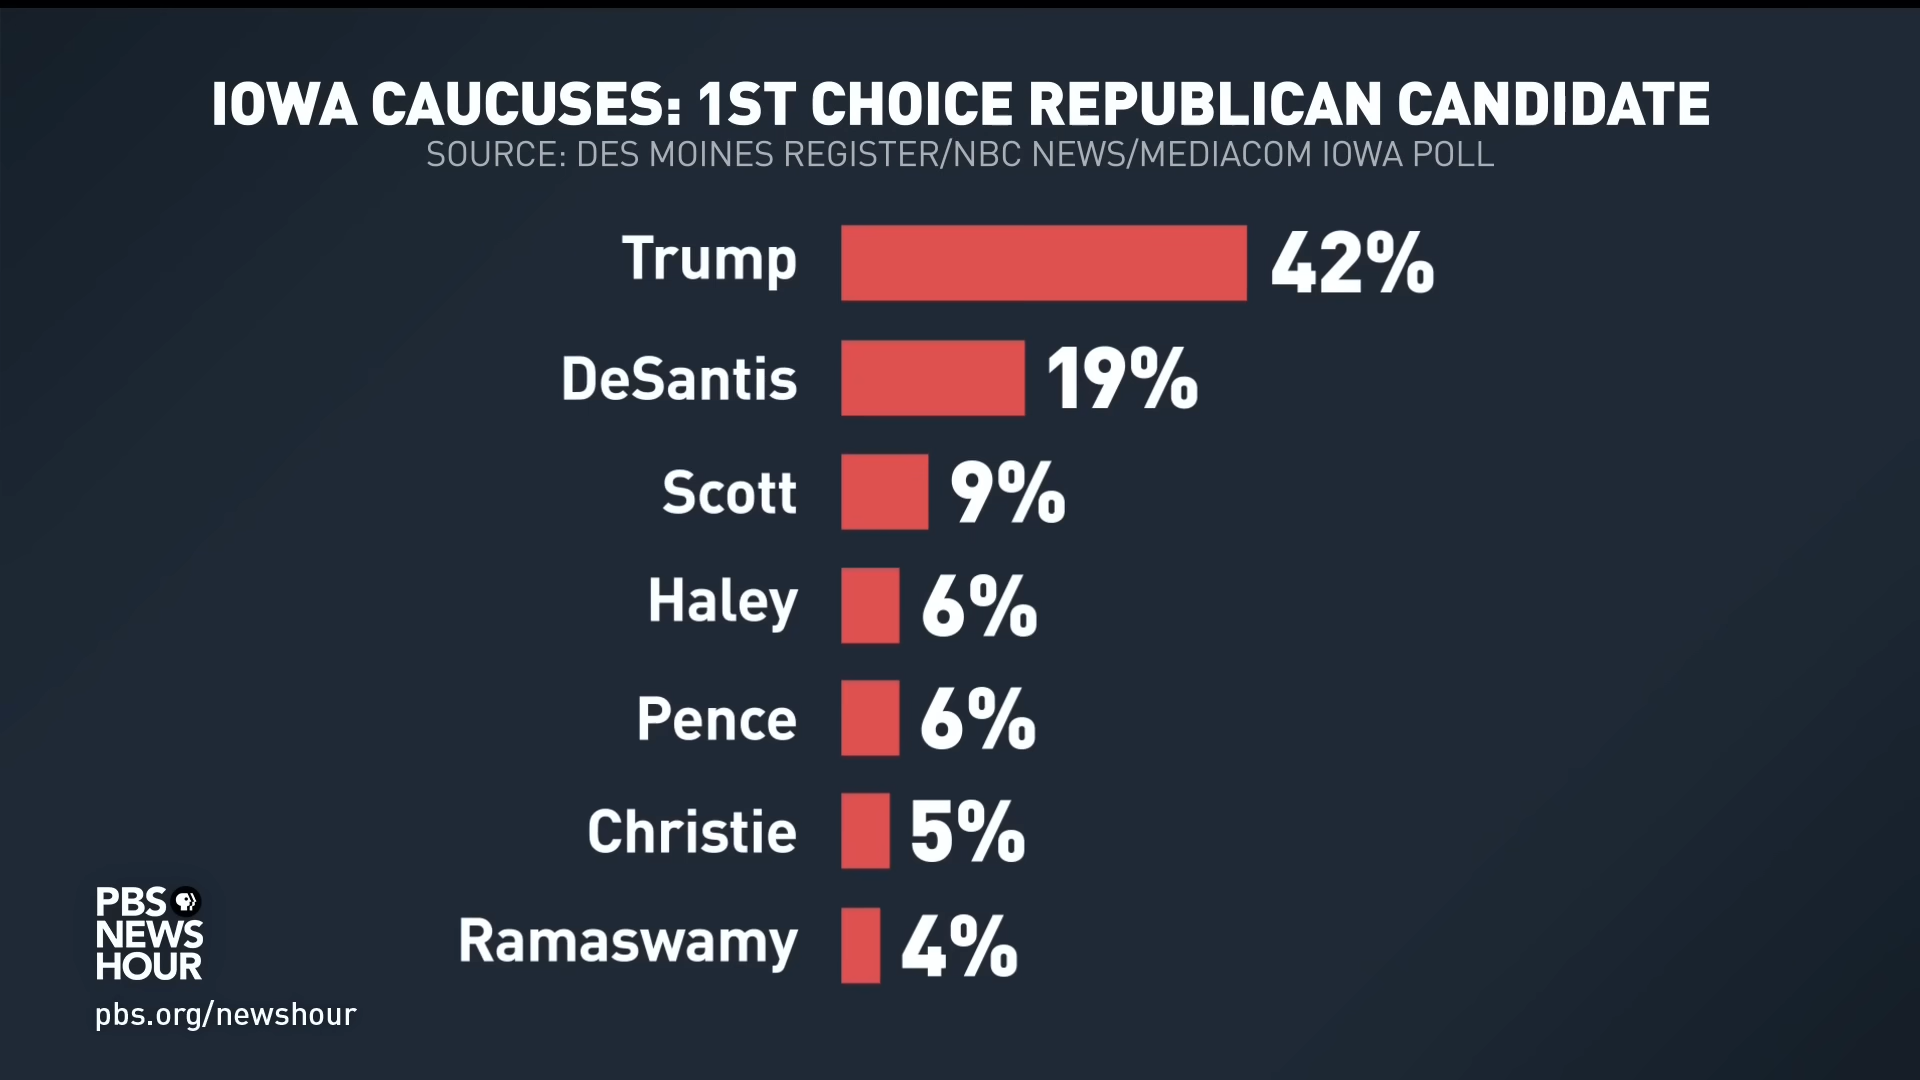 IOWA CAUCUSES: 1ST CHOICE REPUBLICAN CANDIDATE
SOURCE: DES MOINES REGISTER/NBC NEWS/MEDIACOM IOWA POLL
Trump 42%
DeSantis 19%
Scott 9%
Haley 6%
Pence 6%
Christie 5%
Ramaswamy 4%
PBS
NEWS
HOUR
pbs.org/newshour